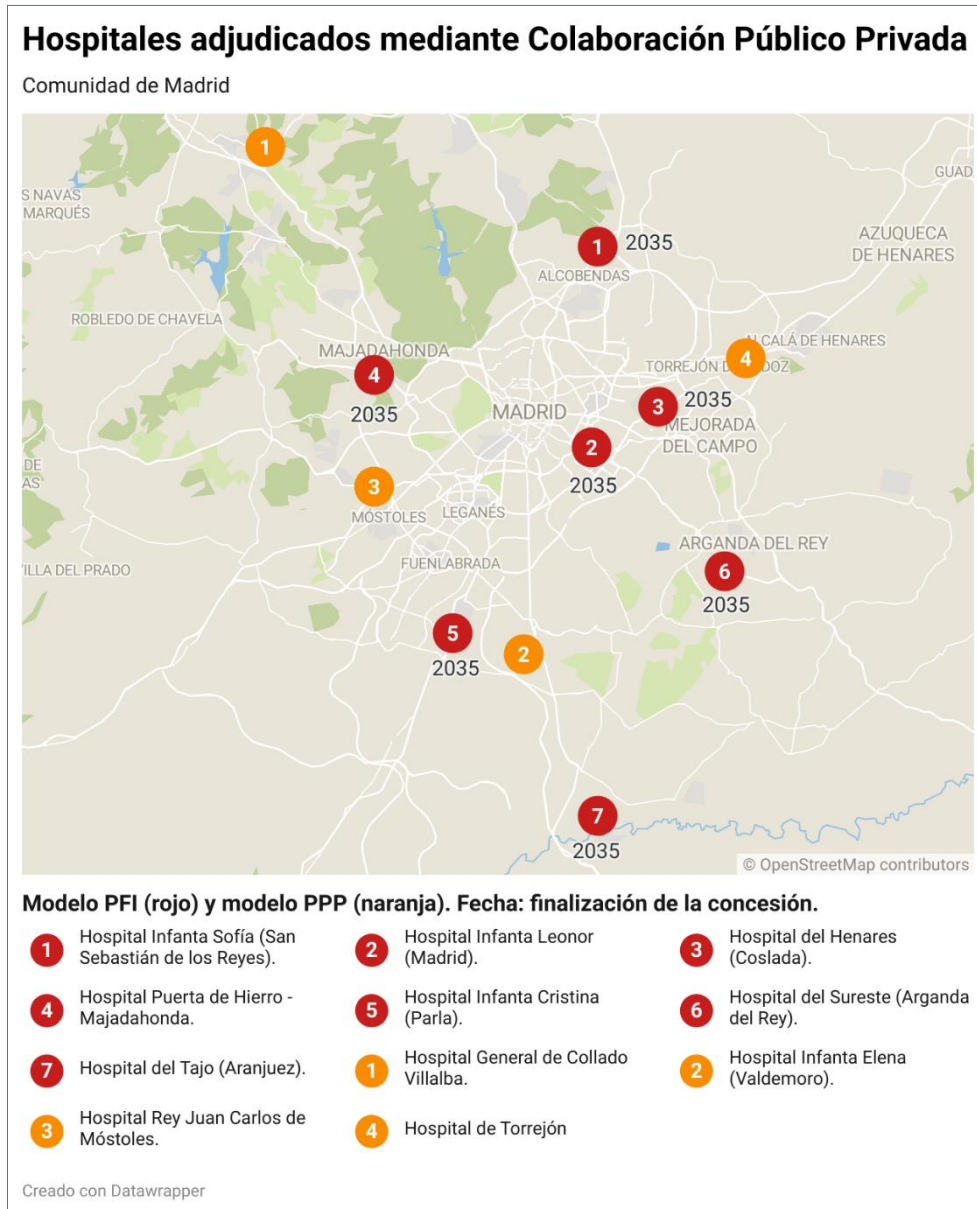 Hospitales adjudicados mediante Colaboración Público Privada
Comunidad de Madrid
1
S NAVAS
MARQUÉS
GUAD
1 2035
ALCOBENDAS
AZUQUECA
DE HENARES
ROBLEDO DE CHAVELA
MAJADAHONDA
4
2035
4
ALCALÁ DE HENARES
TORREJÓN D DOZ
3 2035
MADRID
MEJORADA
DEL CAMPO
2
2035
DE
AS
3
MÓSTOLES
LEGANÉS
FUENLABRADA
ARGANDA DEL REY
6
2035
ILLA DEL PRADO
5
2035
2
7
2035
© OpenStreetMap contributors
Modelo PFI (rojo) y modelo PPP (naranja). Fecha: finalización de la concesión.
1 Hospital Infanta Sofía (San
Sebastián de los Reyes).
2 Hospital Infanta Leonor
(Madrid).
3 Hospital del Henares
(Coslada).
4 Hospital Puerta de Hierro -
Majadahonda.
5 Hospital Infanta Cristina
(Parla).
6 Hospital del Sureste (Arganda
del Rey).
7 Hospital del Tajo (Aranjuez).
1 Hospital General de Collado
Villalba.
2 Hospital Infanta Elena
(Valdemoro).
3 Hospital Rey Juan Carlos de
Móstoles.
4 Hospital de Torrejón
Creado con Datawrapper